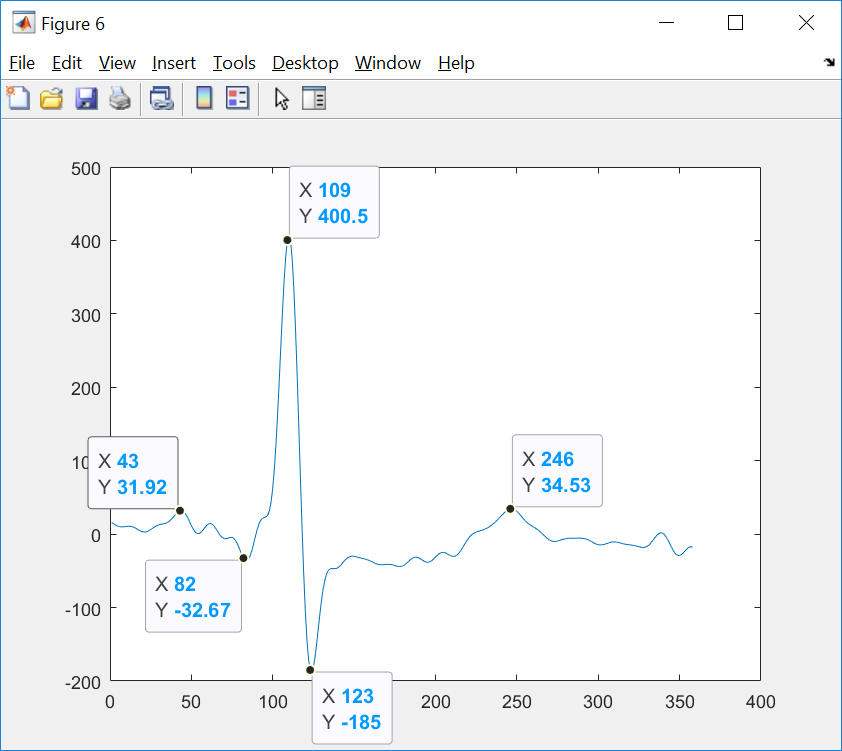 Figure 6
File Edit View Insert Tools Desktop Window Help
500
400
300
200
10
0
-100
-200
0 50 100 200 250 300 350 400
X 109
Y 400.5
X 43
Y 31.92
X 246
Y 34.53
X 82
Y -32.67
X 123
Y -185